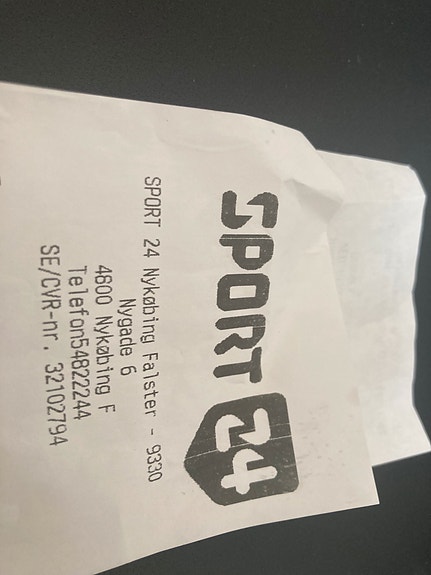 SPORT 24
SPORT 24 Nykøbing Falster - 9330
Nygade 6
4800 Nykøbing F
Telefon54822244
SE/CVR-nr. 32102794